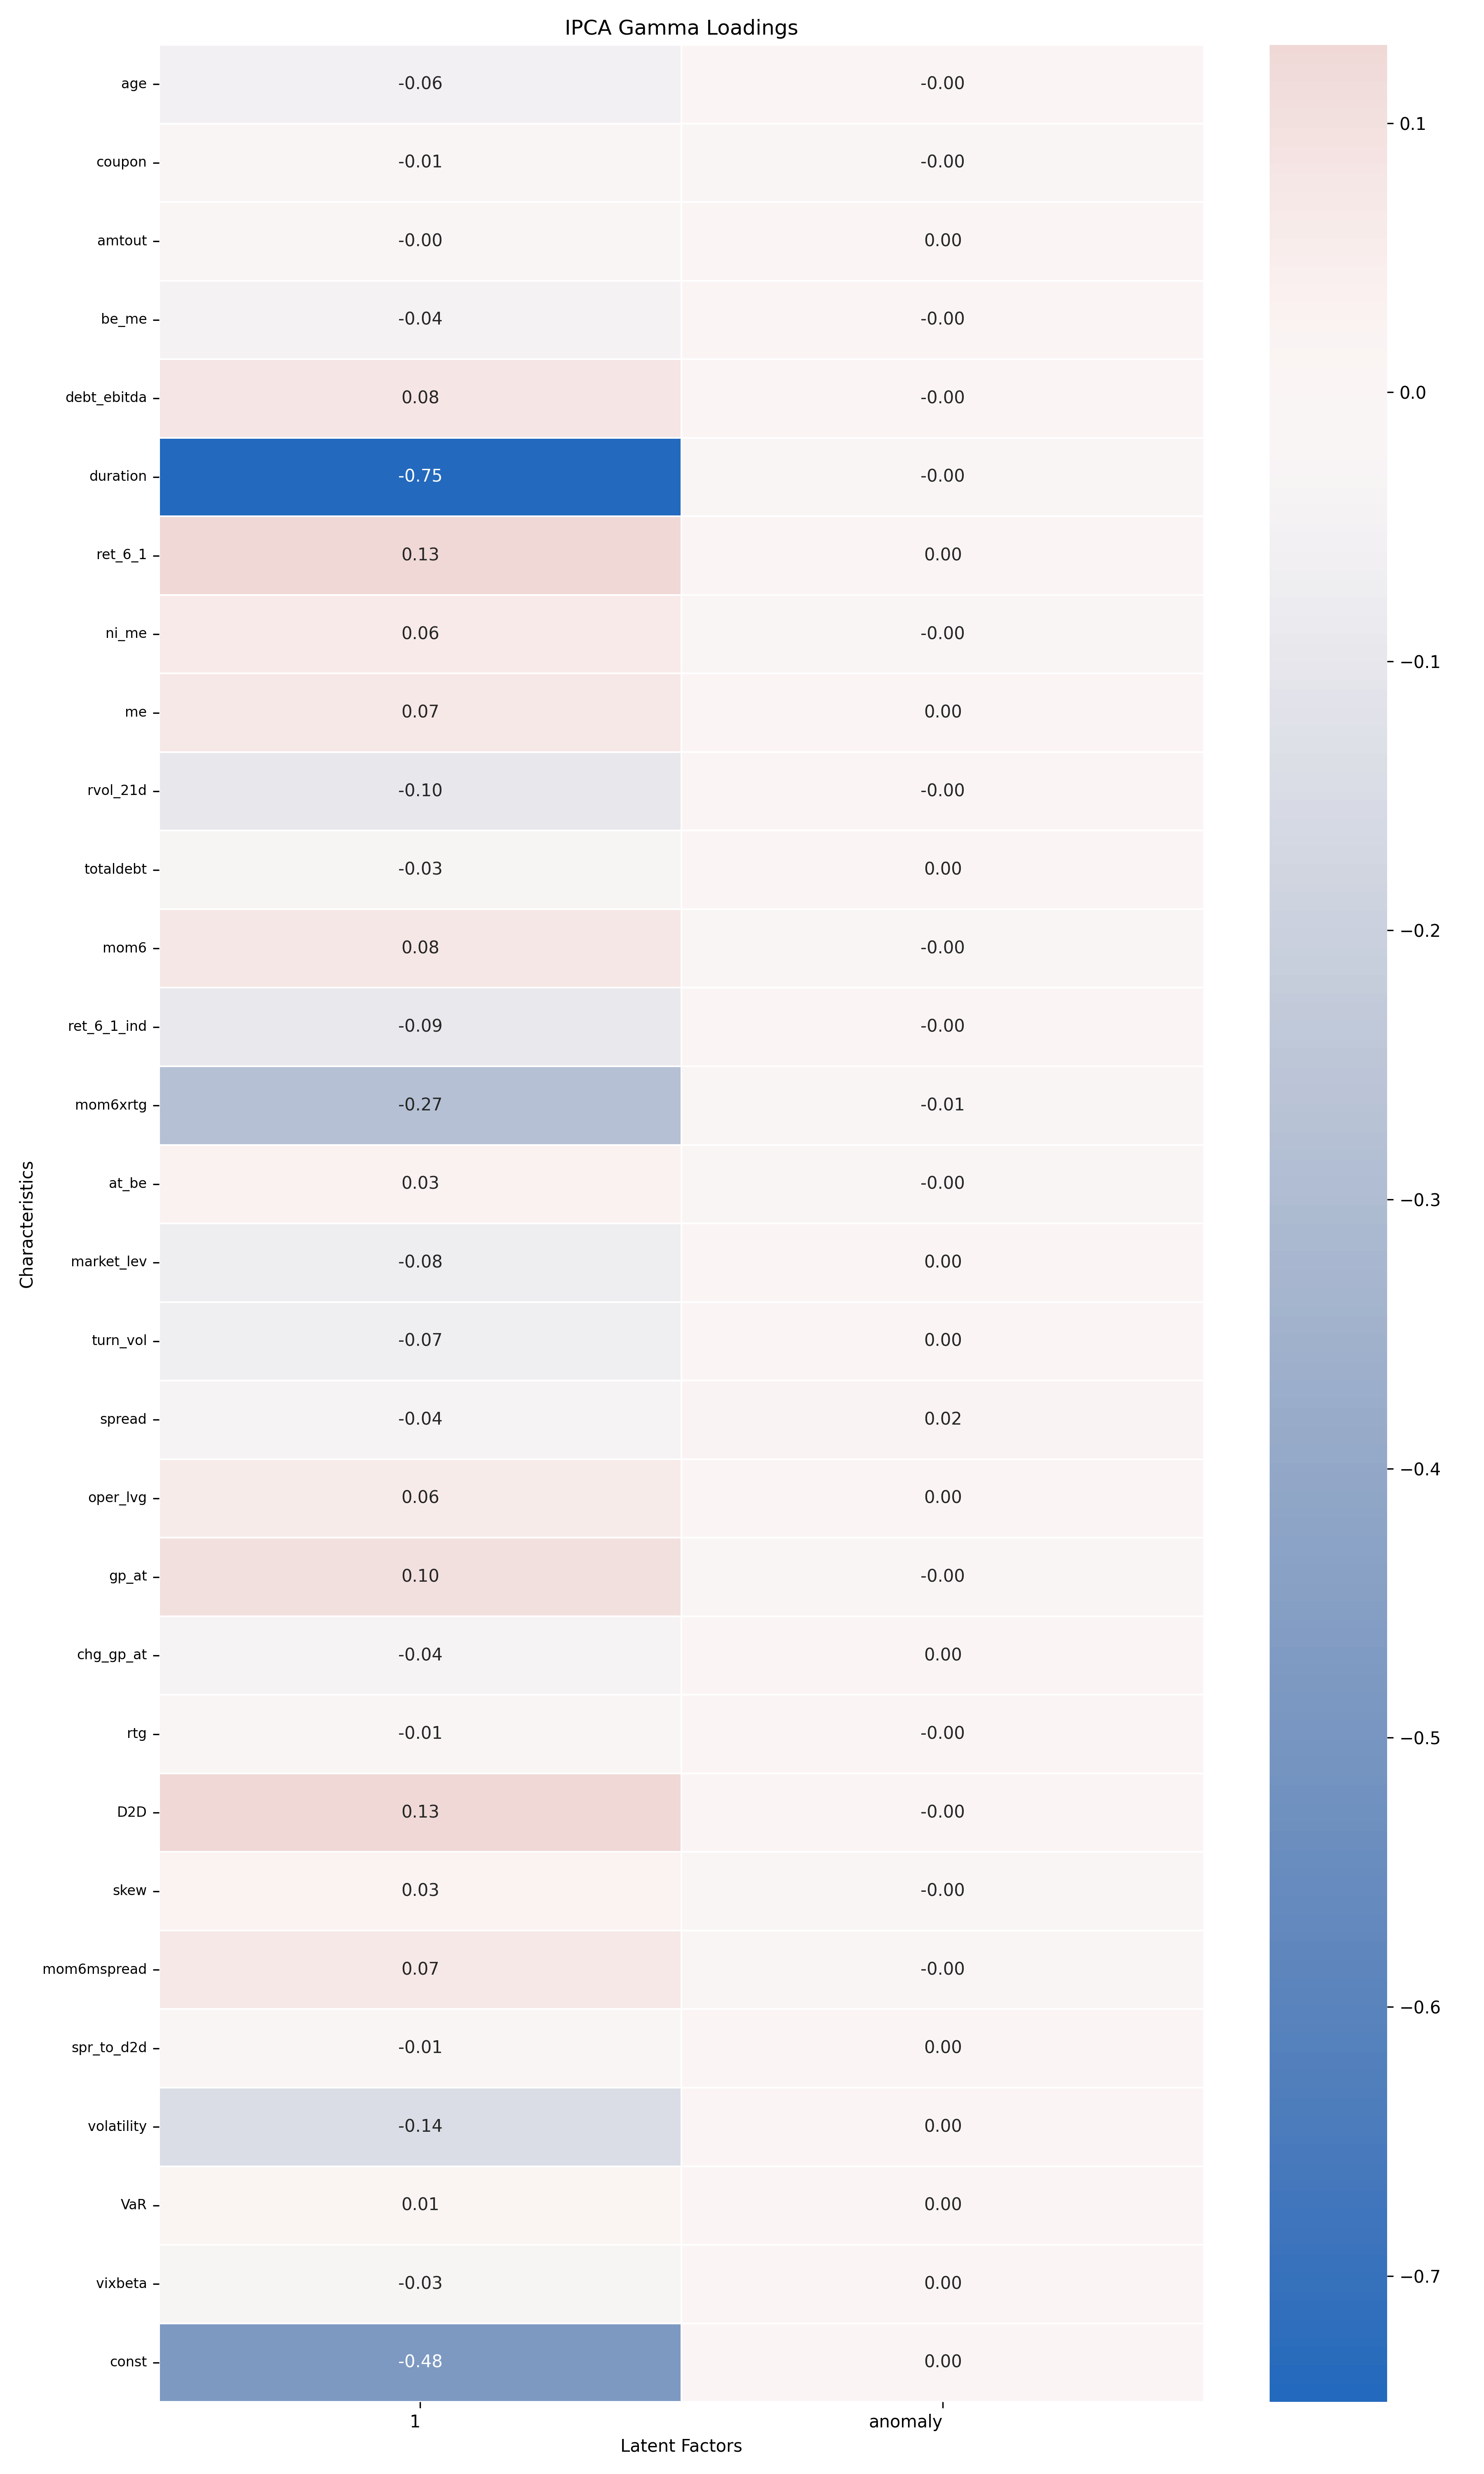 IPCA Gamma Loadings
age -0.06 -0.00
coupon -0.01 -0.00
amtout -0.00 0.00
be_me -0.04 -0.00
debt_ebitda 0.08 -0.00
duration -0.75 -0.00
ret_6_1 0.13 0.00
ni_me 0.06 -0.00
me 0.07 0.00
rvol_21d -0.10 -0.00
totaldebt -0.03 0.00
mom6 0.08 -0.00
ret_6_1_ind -0.09 -0.00
mom6xrtg -0.27 -0.01
at_be 0.03 -0.00
market_lev -0.08 0.00
turn_vol -0.07 0.00
spread -0.04 0.02
oper_lvg 0.06 0.00
gp_at 0.10 -0.00
chg_gp_at -0.04 0.00
rtg -0.01 -0.00
D2D 0.13 -0.00
skew 0.03 -0.00
mom6mspread 0.07 -0.00
spr_to_d2d -0.01 0.00
volatility -0.14 0.00
VaR 0.01 0.00
vixbeta -0.03 0.00
const -0.48 0.00
1 anomaly
Latent Factors
Characteristics
0.1
0.0
−0.1
−0.2
−0.3
−0.4
−0.5
−0.6
−0.7